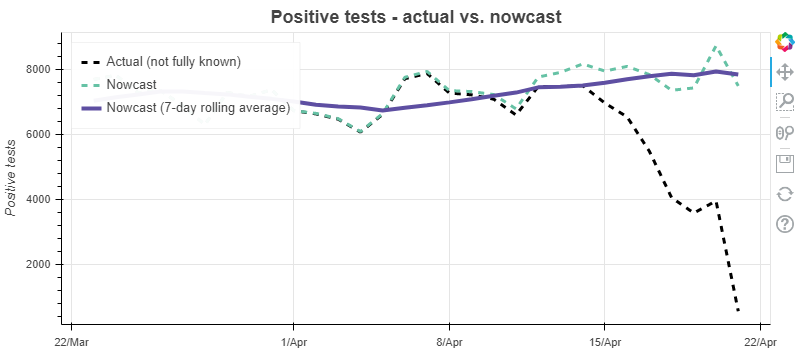 Positive tests - actual vs. nowcast
Actual (not fully known)
Nowcast
Nowcast (7-day rolling average)
Positive tests
8000
6000
4000
2000
22/Mar
1/Apr
8/Apr
15/Apr
22/Apr
?